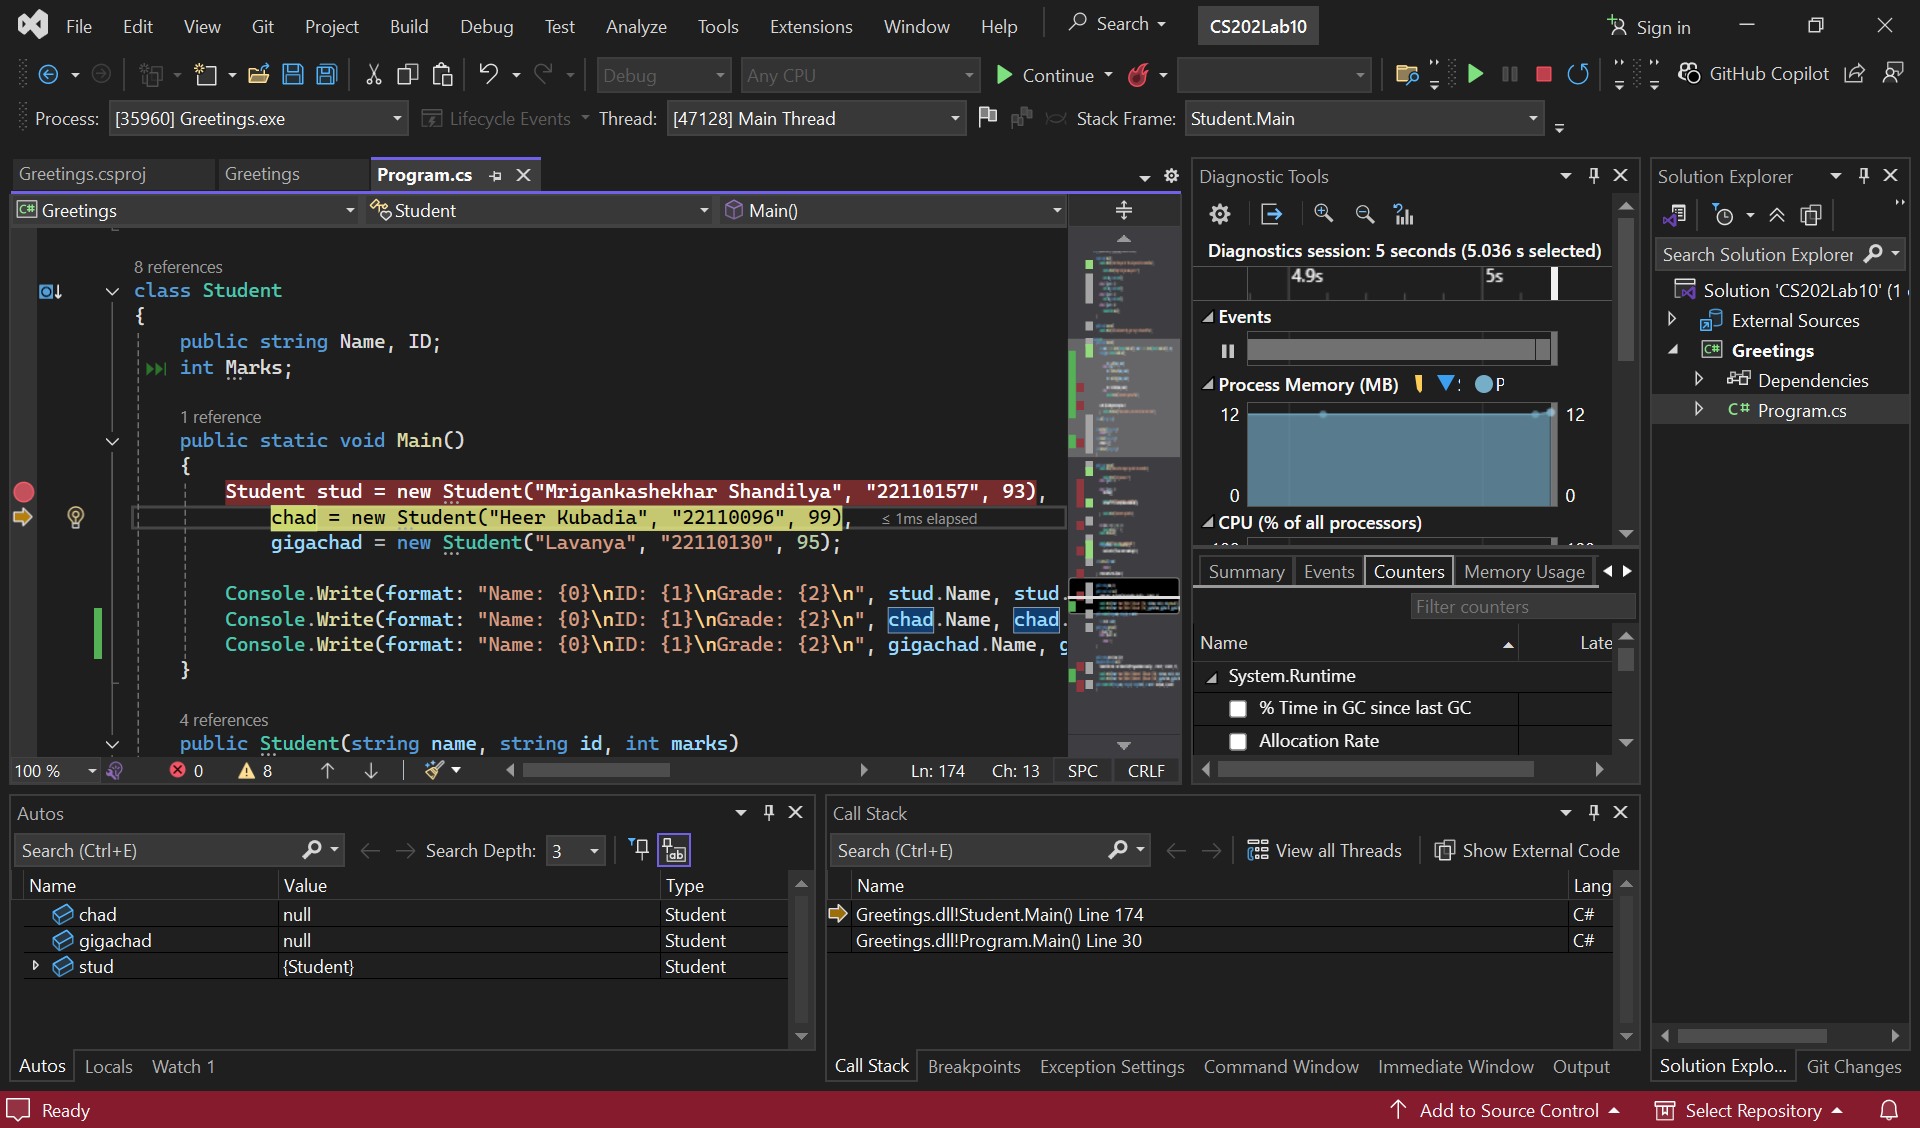 File Edit View Git Project Build Debug Test Analyze Tools Extensions Window Help Search CS202Lab10 Sign in
Debug Any CPU Continue GitHub Copilot
Process: [35960] Greetings.exe Lifecycle Events Thread: [47128] Main Thread Stack Frame: Student.Main
Greetings.csproj Greetings Program.cs
Greetings Student Main()
8 references
class Student
{
public string Name, ID;
int Marks;
1 reference
public static void Main()
{
Student stud = new Student("Mrigankashekhar Shandilya", "22110157", 93),
chad = new Student("Heer Kubadia", "22110096", 99), ≤ 1ms elapsed
gigachad = new Student("Lavanya", "22110130", 95);
Console.Write(format: "Name: {0}\nID: {1}\nGrade: {2}\n", stud.Name, stud.
Console.Write(format: "Name: {0}\nID: {1}\nGrade: {2}\n", chad.Name, chad.
Console.Write(format: "Name: {0}\nID: {1}\nGrade: {2}\n", gigachad.Name, g
}
4 references
public Student(string name, string id, int marks)
100 % 0 8 Ln: 174 Ch: 13 SPC CRLF
Diagnostic Tools
Diagnostics session: 5 seconds (5.036 s selected)
4.9s 5s
Events
Process Memory (MB) P
12 12
0 0
CPU (% of all processors)
100 100
Summary Events Counters Memory Usage
Filter counters
Name Late
System.Runtime
% Time in GC since last GC
Allocation Rate
Solution Explorer
Search Solution Explorer
Solution 'CS202Lab10' (1
External Sources
Greetings
Dependencies
C# Program.cs
Autos
Search (Ctrl+E) Search Depth: 3
Name Value Type
chad null Student
gigachad null Student
stud {Student} Student
Autos Locals Watch 1
Call Stack
Search (Ctrl+E) View all Threads Show External Code
Name Lang
Greetings.dll!Student.Main() Line 174 C#
Greetings.dll!Program.Main() Line 30 C#
Call Stack Breakpoints Exception Settings Command Window Immediate Window Output
Solution Explo... Git Changes
Ready Add to Source Control Select Repository